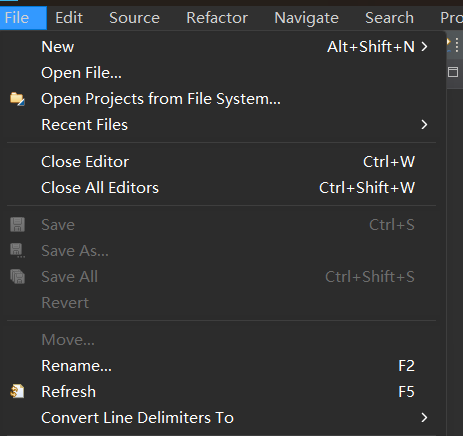 File Edit Source Refactor Navigate Search Pro
New Alt+Shift+N
Open File...
Open Projects from File System...
Recent Files
Close Editor Ctrl+W
Close All Editors Ctrl+Shift+W
Save Ctrl+S
Save As...
Save All Ctrl+Shift+S
Revert
Move...
Rename... F2
Refresh F5
Convert Line Delimiters To